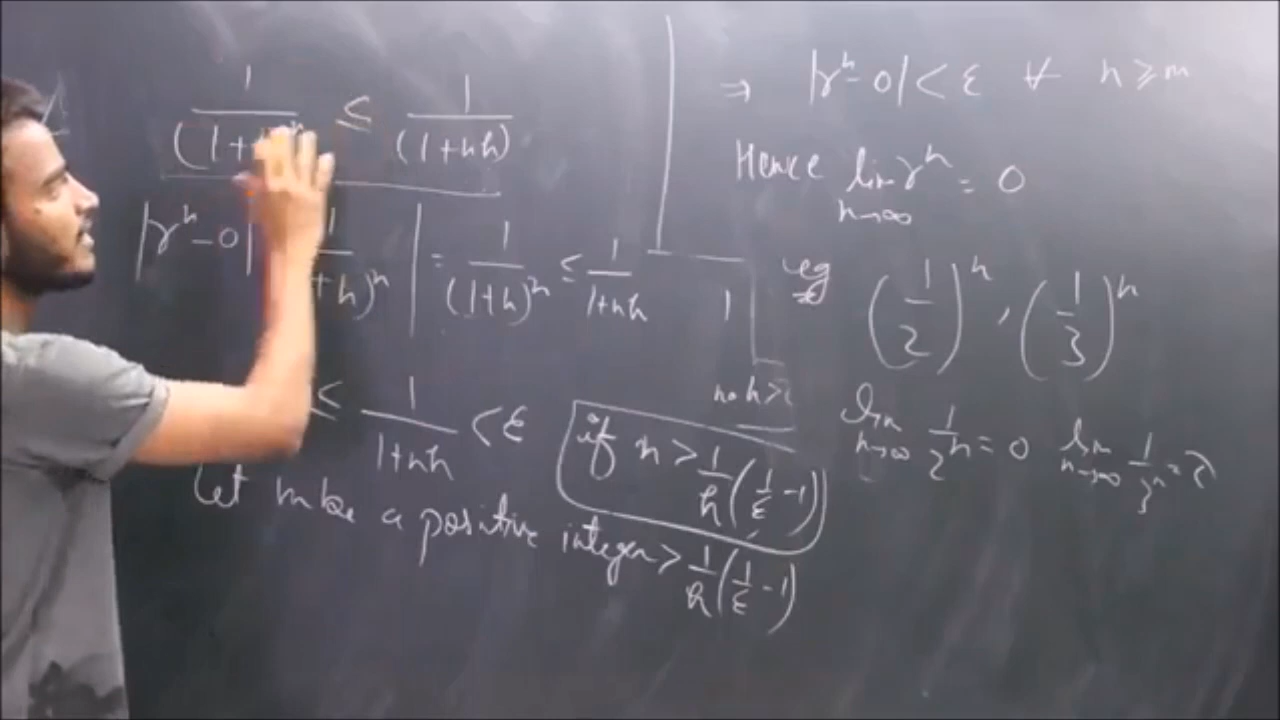 1/(1+h)^n ≤ 1/(1+nh)
|r^n - 0| 1/(1+h)^n | = 1/(1+h)^n ≤ 1/(1+nh)
≤ 1/(1+nh) < ε if n > 1/h (1/ε - 1)
Let m be a positive integer > 1/h (1/ε - 1)
⇒ |r^n - 0| < ε ∀ n ≥ m
Hence lim n→∞ r^n = 0
eg (1/2)^n , (1/3)^n
lim n→∞ 1/2^n = 0 lim n→∞ 1/3^n =